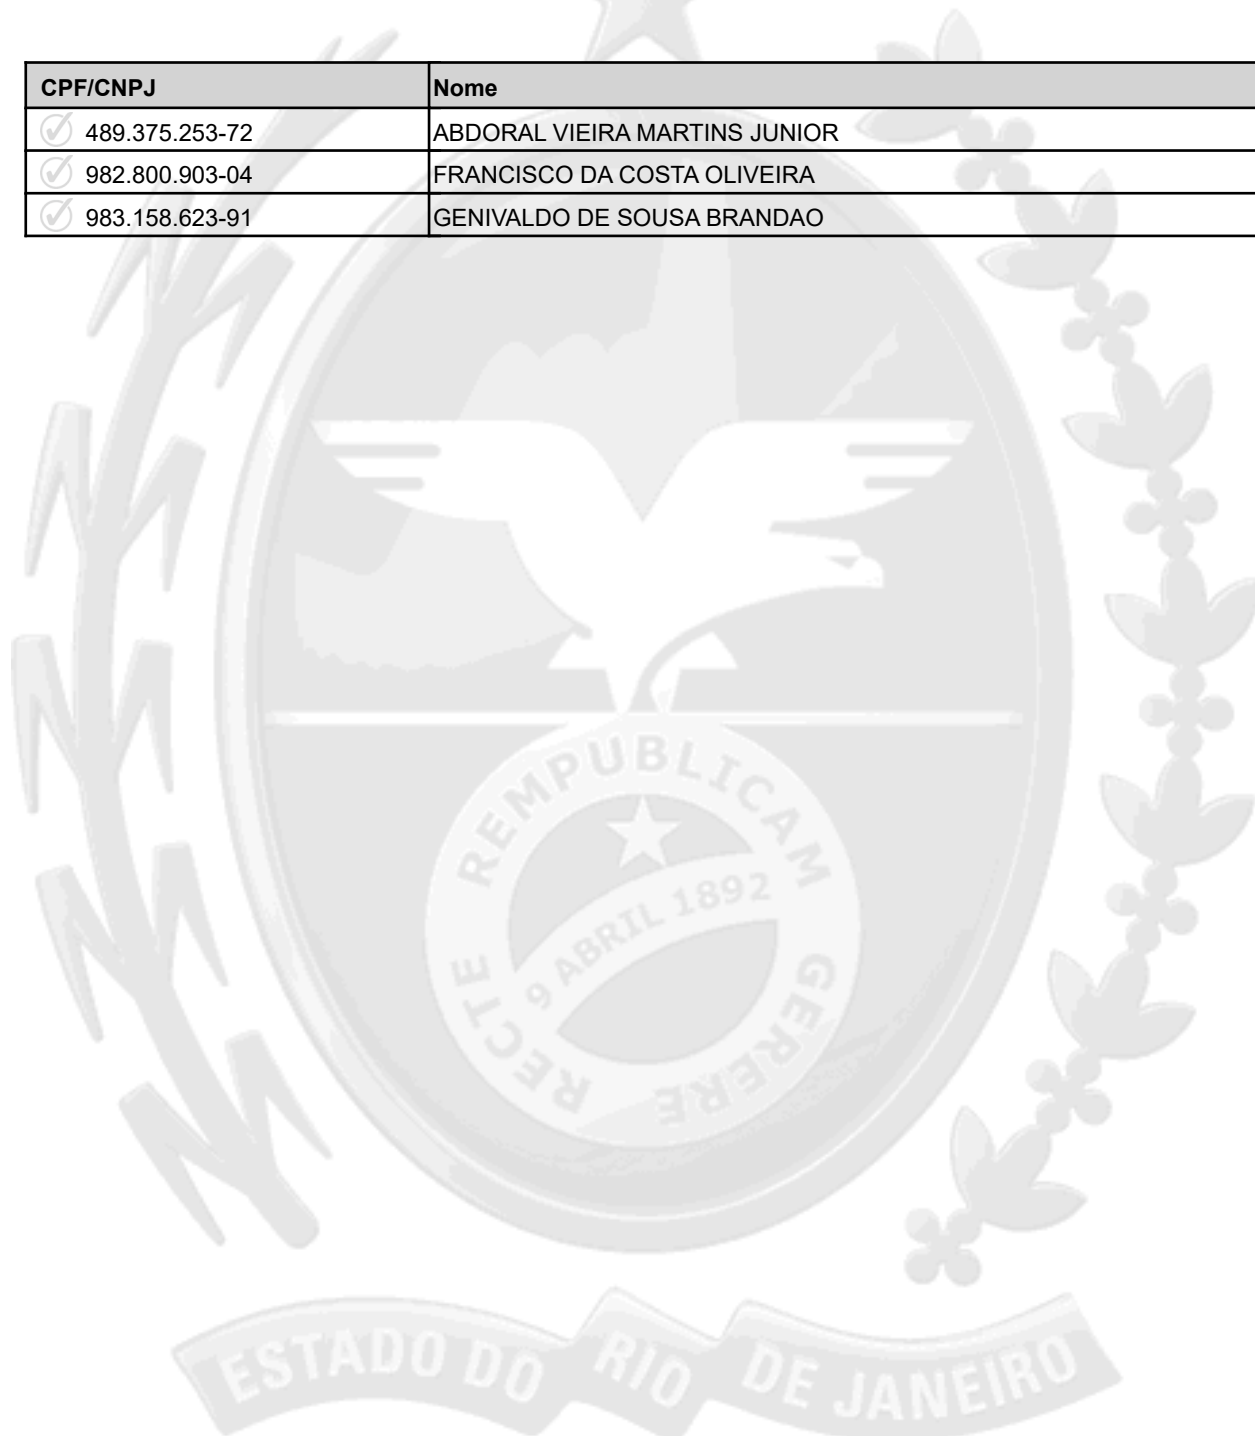 CPF/CNPJ Nome
489.375.253-72 ABDORAL VIEIRA MARTINS JUNIOR
982.800.903-04 FRANCISCO DA COSTA OLIVEIRA
983.158.623-91 GENIVALDO DE SOUSA BRANDAO
RECTE REMPUBLICAM GERERE
9 ABRIL 1892
ESTADO DO RIO DE JANEIRO